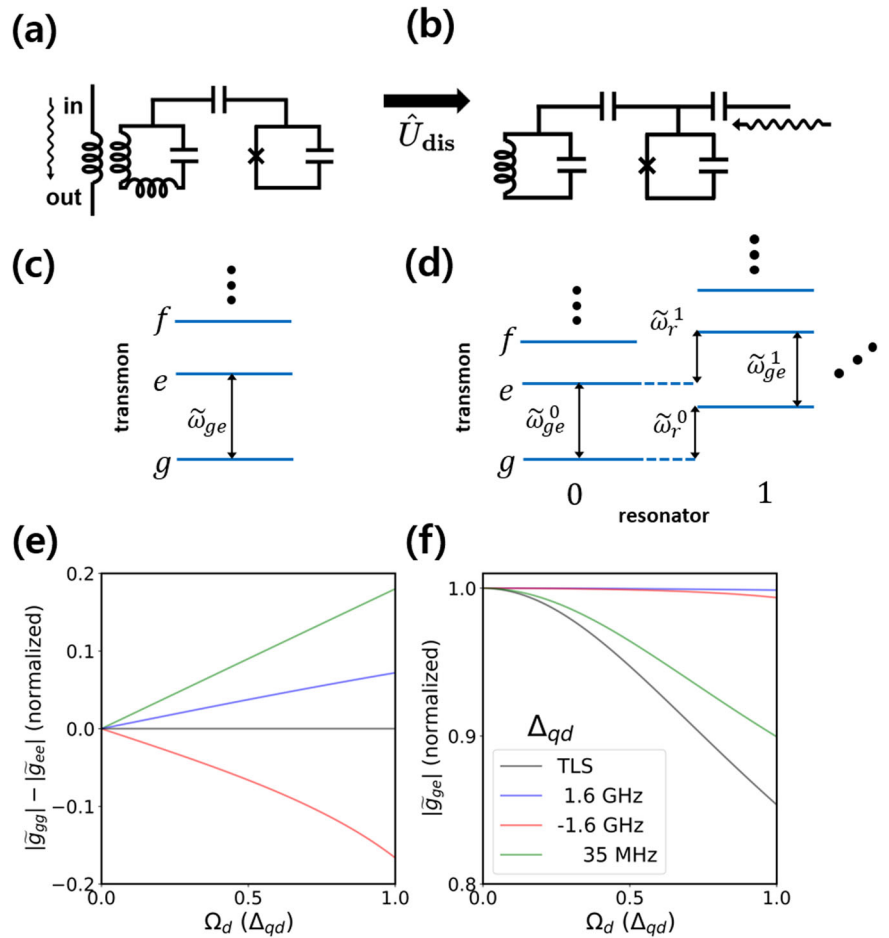 (a)
(b)
in
out
Û_dis
(c)
(d)
transmon
f
e
g
ω̃_ge
transmon
f
e
g
ω̃_ge^0
ω̃_r^1
ω̃_r^0
ω̃_ge^1
0
1
resonator
(e)
(f)
|g̃_gg| − |g̃_ee| (normalized)
0.2
0.1
0.0
−0.1
−0.2
0.0
0.5
1.0
Ω_d (Δ_qd)
|g̃_ge| (normalized)
1.0
0.9
0.8
Δ_qd
TLS
1.6 GHz
-1.6 GHz
35 MHz
0.0
0.5
1.0
Ω_d (Δ_qd)